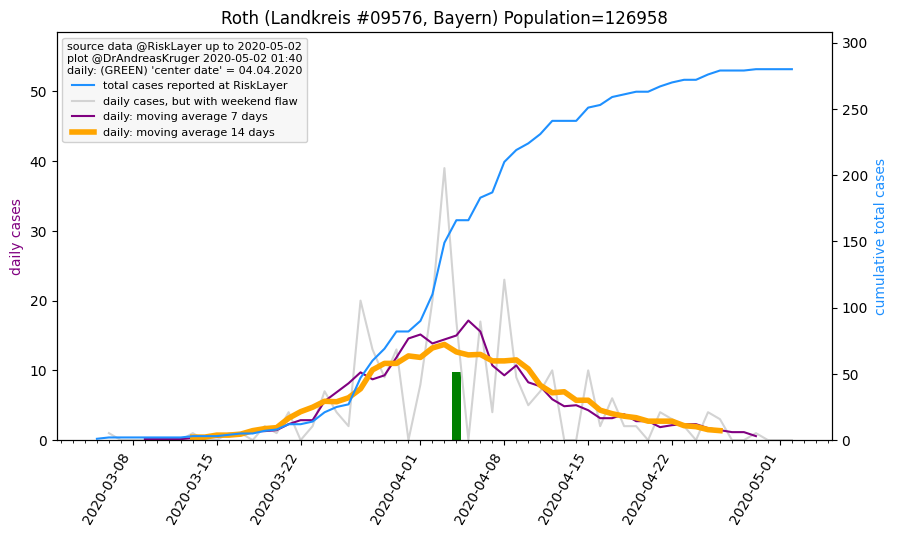 Roth (Landkreis #09576, Bayern) Population=126958
source data @RiskLayer up to 2020-05-02
plot @DrAndreasKruger 2020-05-02 01:40
daily: (GREEN) 'center date' = 04.04.2020
total cases reported at RiskLayer
daily cases, but with weekend flaw
daily: moving average 7 days
daily: moving average 14 days
daily cases
0
10
20
30
40
50
cumulative total cases
0
50
100
150
200
250
300
2020-03-08
2020-03-15
2020-03-22
2020-04-01
2020-04-08
2020-04-15
2020-04-22
2020-05-01